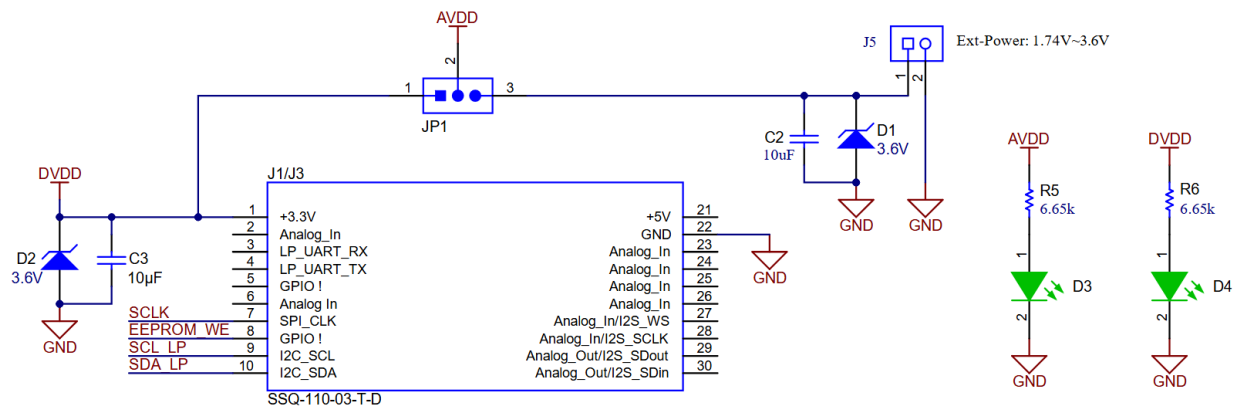 AVDD
2
1
3
JP1
J5
Ext-Power: 1.74V~3.6V
1
2
C2
10uF
D1
3.6V
GND
GND
AVDD
DVDD
R5
6.65k
R6
6.65k
1
1
D3
D4
2
2
GND
GND
DVDD
D2
3.6V
C3
10µF
GND
J1/J3
1 +3.3V
2 Analog_In
3 LP_UART_RX
4 LP_UART_TX
5 GPIO !
6 Analog In
SCLK 7 SPI_CLK
EEPROM_WE 8 GPIO !
SCL_LP 9 I2C_SCL
SDA_LP 10 I2C_SDA
+5V 21
GND 22
Analog_In 23
Analog_In 24
Analog_In 25
Analog_In 26
Analog_In/I2S_WS 27
Analog_In/I2S_SCLK 28
Analog_Out/I2S_SDout 29
Analog_Out/I2S_SDin 30
GND
SSQ-110-03-T-D